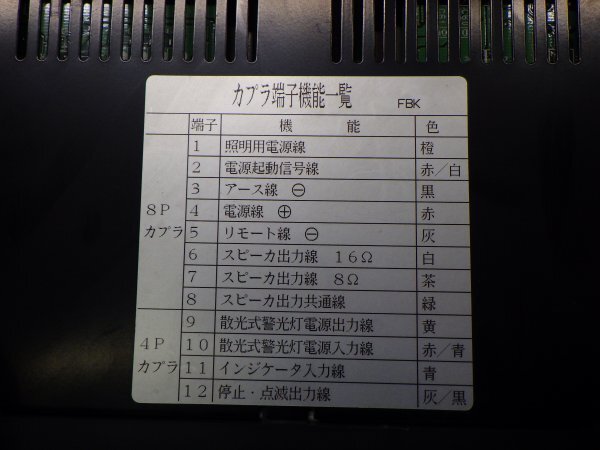 カプラ端子機能一覧 FBK
端子 機能 色
8P カプラ
1 照明用電源線 橙
2 電源起動信号線 赤/白
3 アース線 ⊖ 黒
4 電源線 ⊕ 赤
5 リモート線 ⊖ 灰
6 スピーカ出力線 16Ω 白
7 スピーカ出力線 8Ω 茶
8 スピーカ出力共通線 緑
4P カプラ
9 散光式警光灯電源出力線 黄
10 散光式警光灯電源入力線 赤/青
11 インジケータ入力線 青
12 停止・点滅出力線 灰/黒